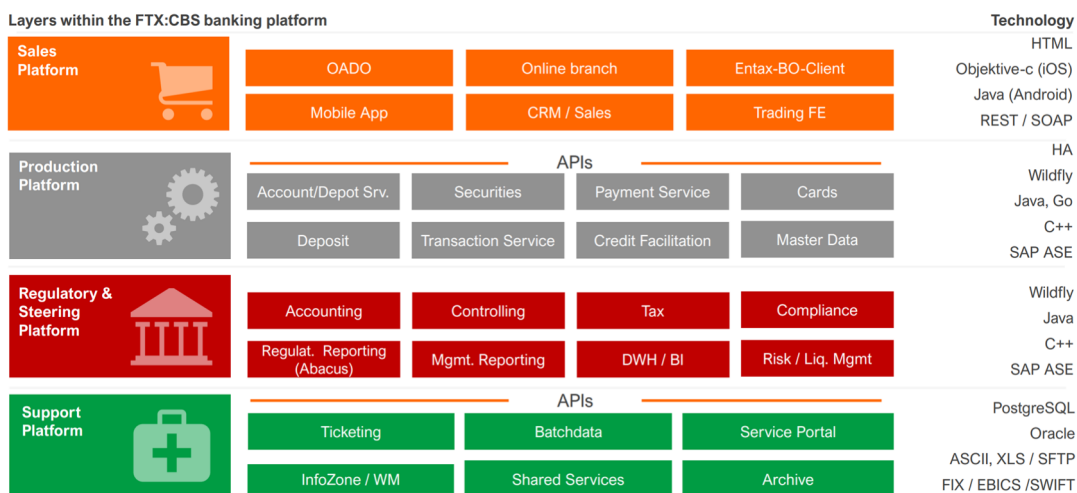 Layers within the FTX:CBS banking platform
Technology
Sales
Platform
OADO
Online branch
Entax-BO-Client
Mobile App
CRM / Sales
Trading FE
HTML
Objektive-c (iOS)
Java (Android)
REST / SOAP
Production
Platform
APIs
Account/Depot Srv.
Securities
Payment Service
Cards
Deposit
Transaction Service
Credit Facilitation
Master Data
HA
Wildfly
Java, Go
C++
SAP ASE
Regulatory &
Steering
Platform
Accounting
Controlling
Tax
Compliance
Regulat. Reporting
(Abacus)
Mgmt. Reporting
DWH / BI
Risk / Liq. Mgmt
Wildfly
Java
C++
SAP ASE
Support
Platform
APIs
Ticketing
Batchdata
Service Portal
InfoZone / WM
Shared Services
Archive
PostgreSQL
Oracle
ASCII, XLS / SFTP
FIX / EBICS /SWIFT